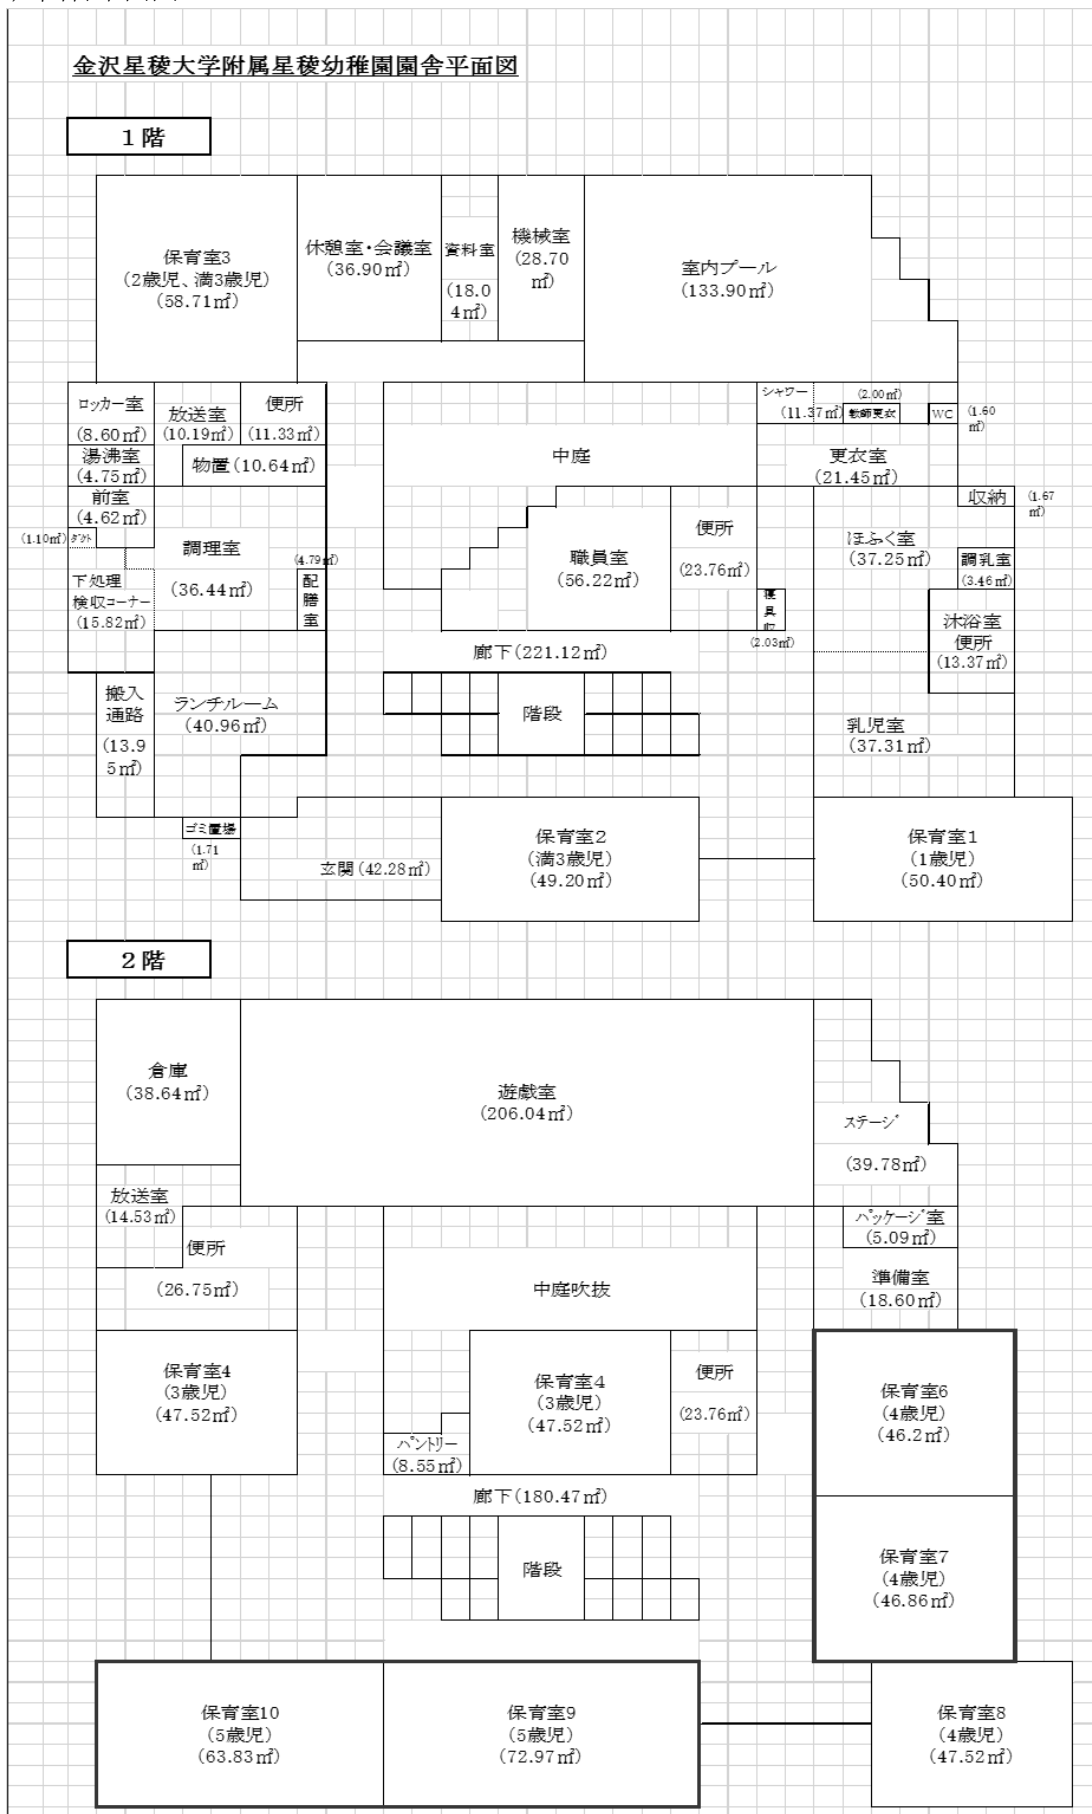 金沢星稜大学附属星稜幼稚園園舎平面図
1階
保育室3
(2歳児、満3歳児)
(58.71㎡)
休憩室・会議室
(36.90㎡)
資料室
(18.0
4㎡)
機械室
(28.70
㎡)
室内プール
(133.90㎡)
ロッカー室
(8.60㎡)
放送室
(10.19㎡)
便所
(11.33㎡)
湯沸室
(4.75㎡)
物置(10.64㎡)
前室
(4.62㎡)
(1.10㎡)
ﾀﾞｸﾄ
調理室
(36.44㎡)
(4.79㎡)
配
膳
室
下処理
検収コーナー
(15.82㎡)
中庭
シャワー
(11.37㎡)
(2.00㎡)
教師更衣
WC
(1.60
㎡)
更衣室
(21.45㎡)
収納
(1.67
㎡)
職員室
(56.22㎡)
便所
(23.76㎡)
ほふく室
(37.25㎡)
調乳室
(3.46㎡)
寝
具
収
(2.03㎡)
沐浴室
便所
(13.37㎡)
廊下(221.12㎡)
搬入
通路
(13.9
5㎡)
ランチルーム
(40.96㎡)
階段
乳児室
(37.31㎡)
ゴミ置場
(1.71
㎡)
玄関(42.28㎡)
保育室2
(満3歳児)
(49.20㎡)
保育室1
(1歳児)
(50.40㎡)
2階
倉庫
(38.64㎡)
遊戯室
(206.04㎡)
ステージ
(39.78㎡)
放送室
(14.53㎡)
便所
(26.75㎡)
中庭吹抜
パッケージ室
(5.09㎡)
準備室
(18.60㎡)
保育室4
(3歳児)
(47.52㎡)
保育室4
(3歳児)
(47.52㎡)
便所
(23.76㎡)
パントリー
(8.55㎡)
保育室6
(4歳児)
(46.2㎡)
廊下(180.47㎡)
階段
保育室7
(4歳児)
(46.86㎡)
保育室10
(5歳児)
(63.83㎡)
保育室9
(5歳児)
(72.97㎡)
保育室8
(4歳児)
(47.52㎡)